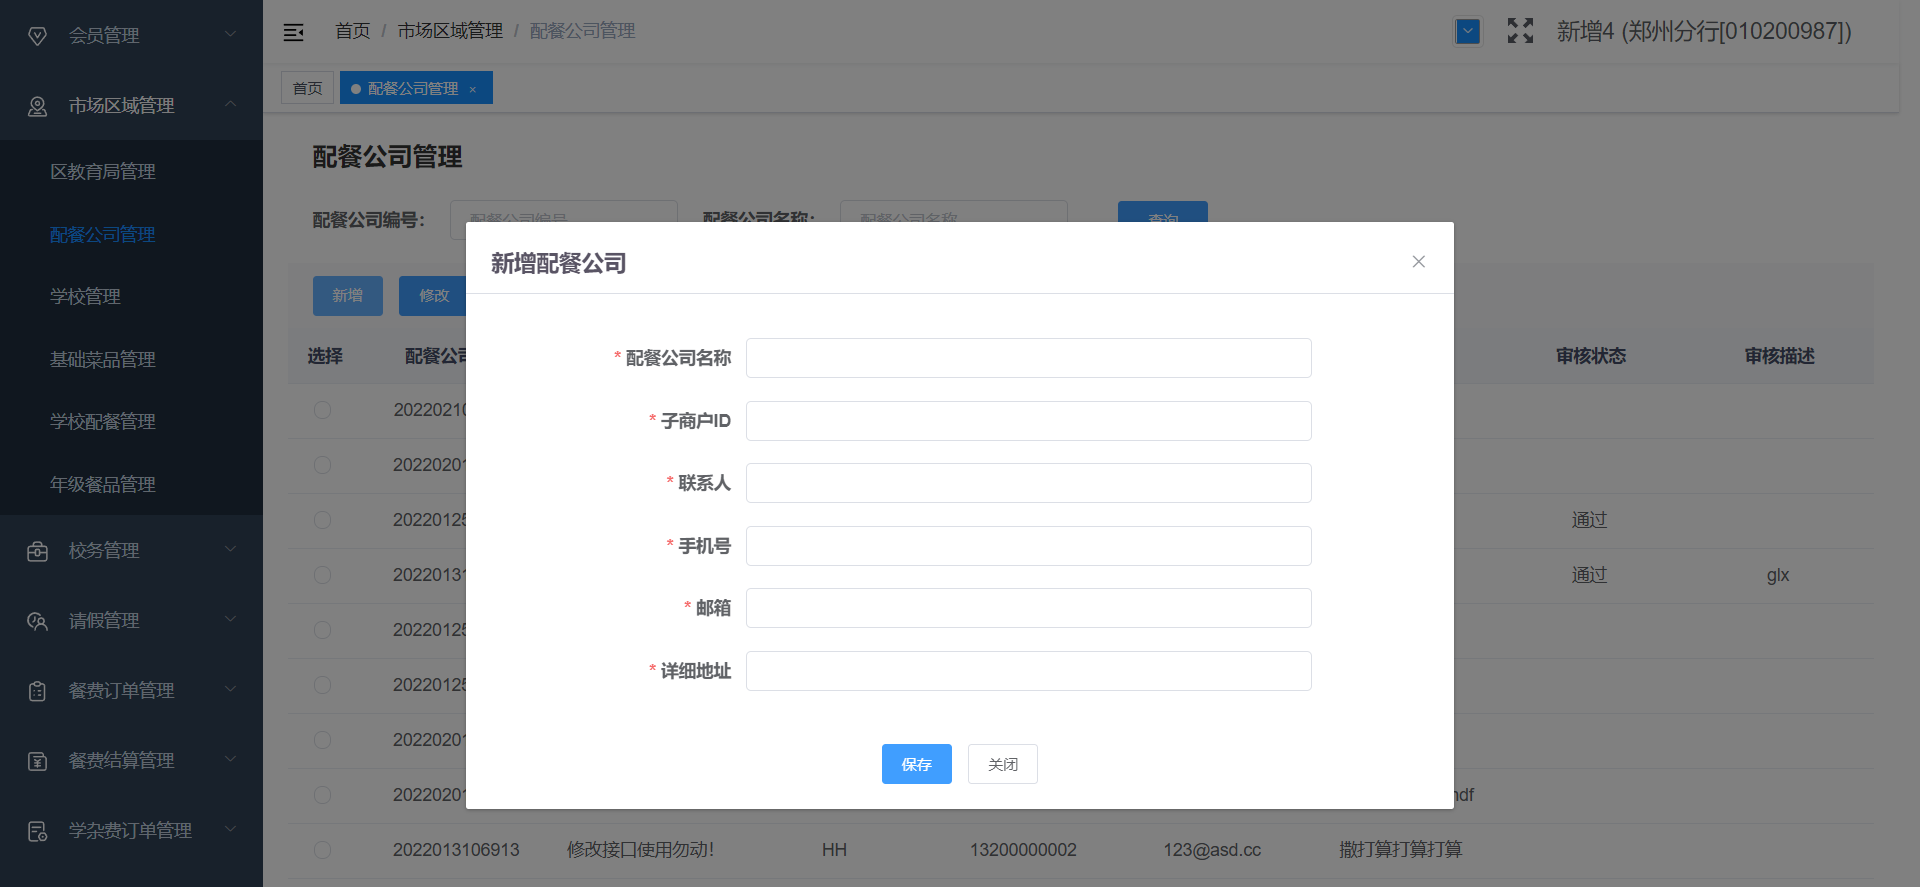 会员管理
市场区域管理
区教育局管理
配餐公司管理
学校管理
基础菜品管理
学校配餐管理
年级餐品管理
校务管理
请假管理
餐费订单管理
餐费结算管理
学杂费订单管理
首页 / 市场区域管理 / 配餐公司管理
新增4 (郑州分行[010200987])
首页
配餐公司管理 ×
配餐公司管理
配餐公司编号： 配餐公司编号 配餐公司名称： 配餐公司名称 查询
新增 修改
选择 配餐公司 审核状态 审核描述
新增配餐公司
* 配餐公司名称
* 子商户ID
* 联系人
* 手机号
* 邮箱
* 详细地址
保存 关闭
2022021
2022020
2022012 通过
2022013 通过 glx
2022012
2022012
2022020
2022020 df
2022013106913 修改接口使用勿动！ HH 13200000002 123@asd.cc 撒打算打算打算